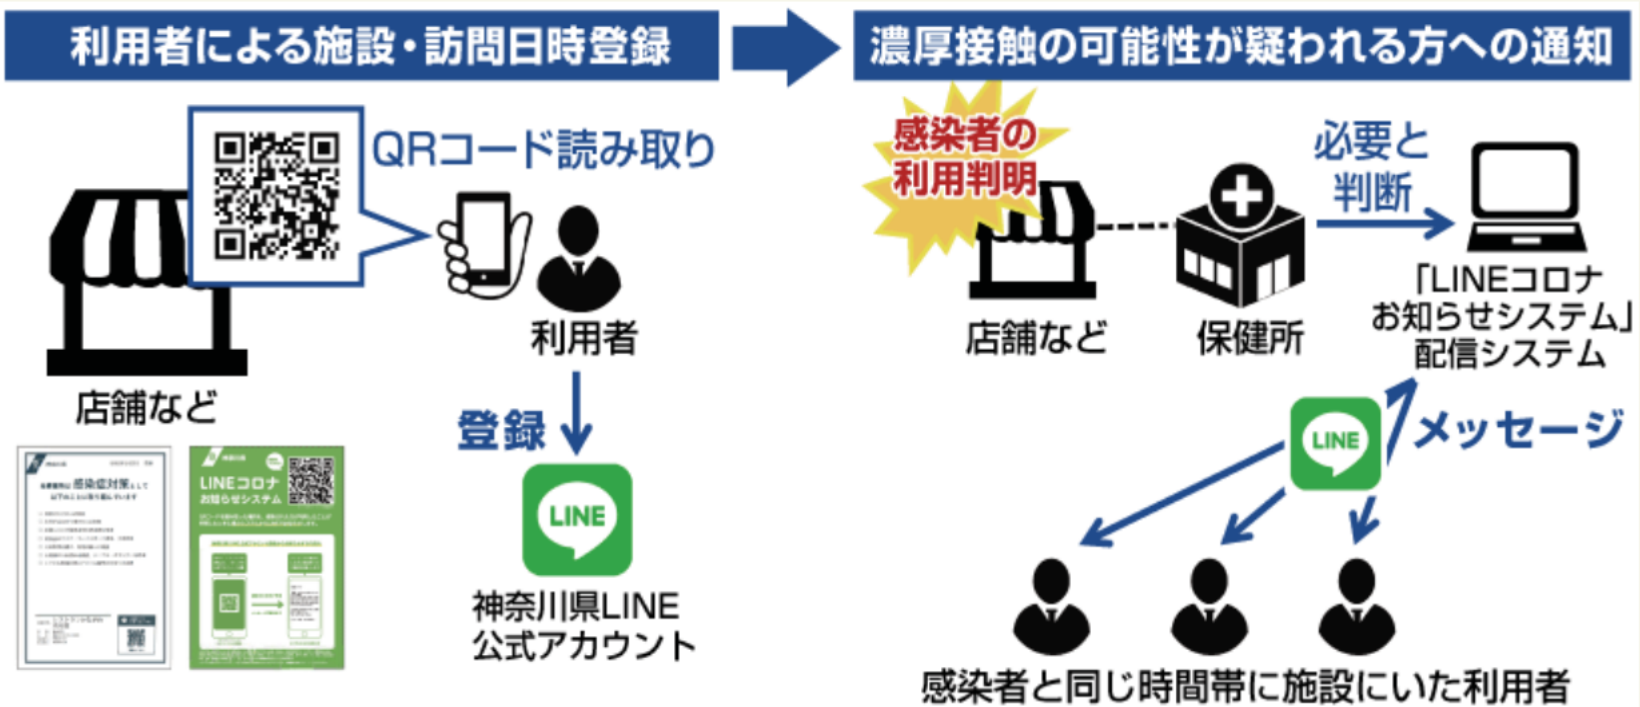 利用者による施設・訪問日時登録
濃厚接触の可能性が疑われる方への通知
QRコード読み取り
店舗など
利用者
登録
LINE
神奈川県LINE
公式アカウント
感染症対策
LINEコロナ
お知らせシステム
感染者の
利用判明
店舗など
保健所
必要と
判断
「LINEコロナ
お知らせシステム」
配信システム
LINE
メッセージ
感染者と同じ時間帯に施設にいた利用者